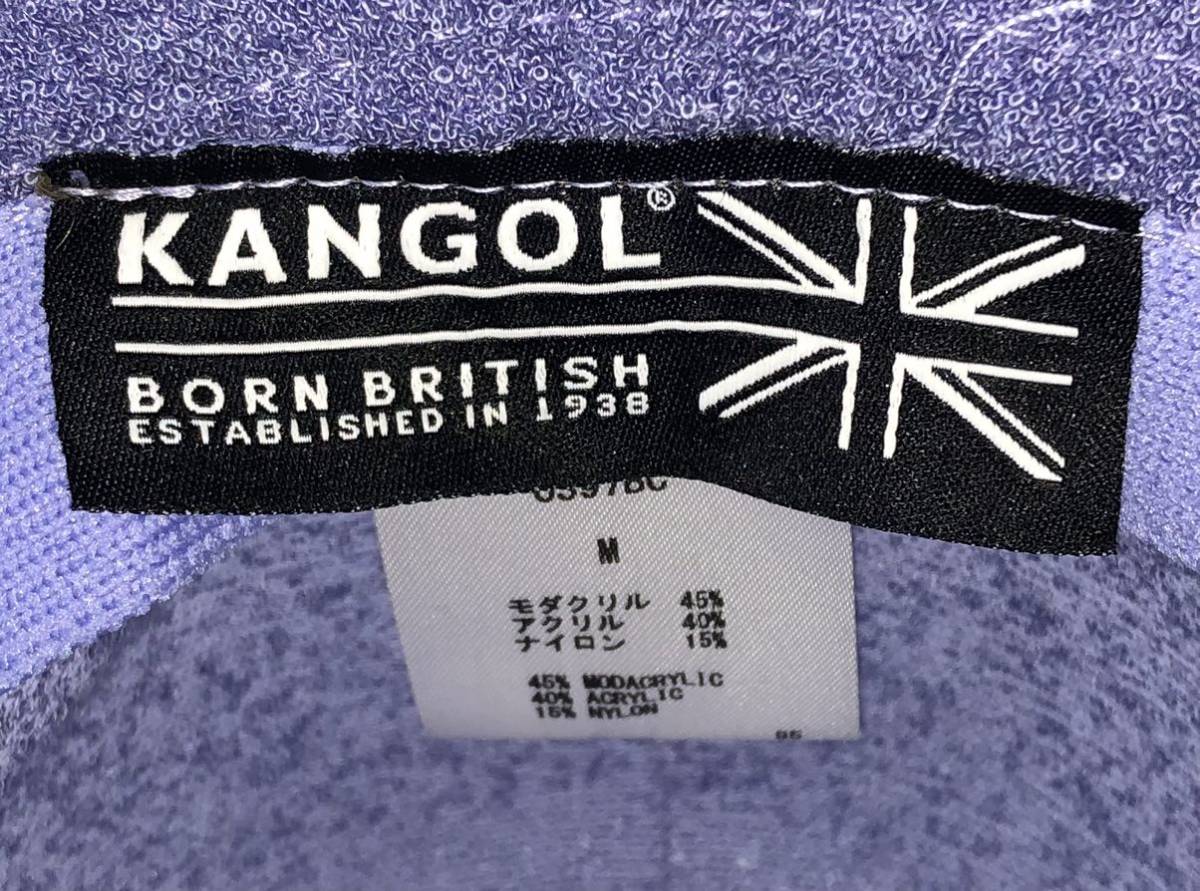 KANGOL®
BORN BRITISH
ESTABLISHED IN 1938
M
モダクリル 45%
アクリル 40%
ナイロン 15%
45% MODACRYLIC
40% ACRYLIC
15% NYLON